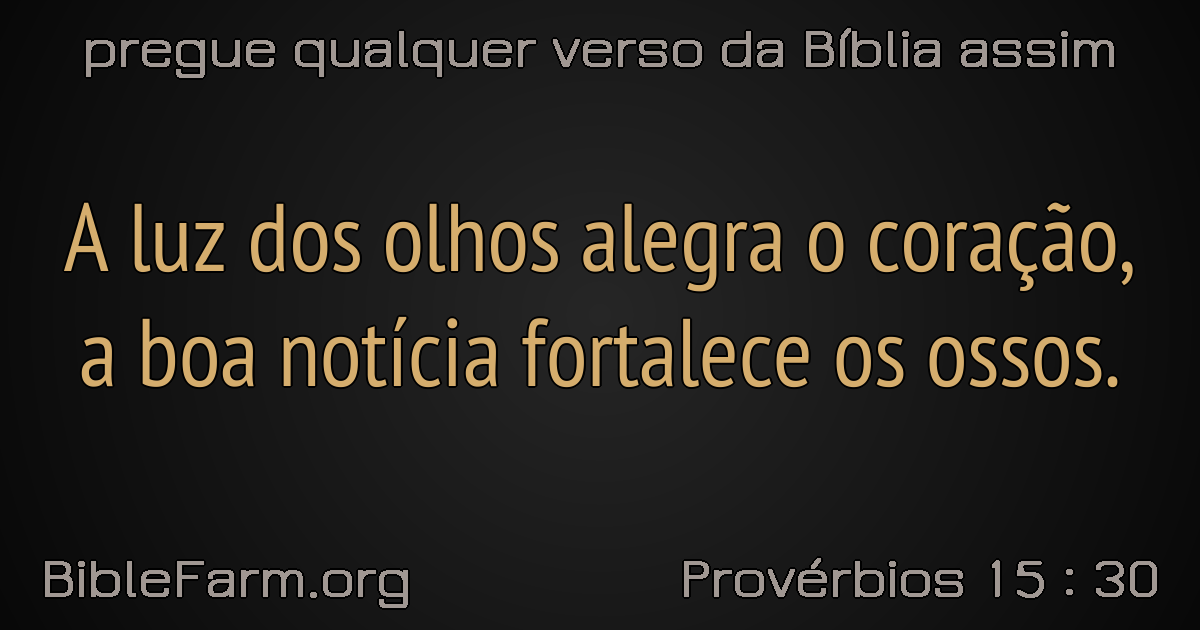 pregue qualquer verso da Bíblia assim
A luz dos olhos alegra o coração,
a boa notícia fortalece os ossos.
BibleFarm.org
Provérbios 15 : 30